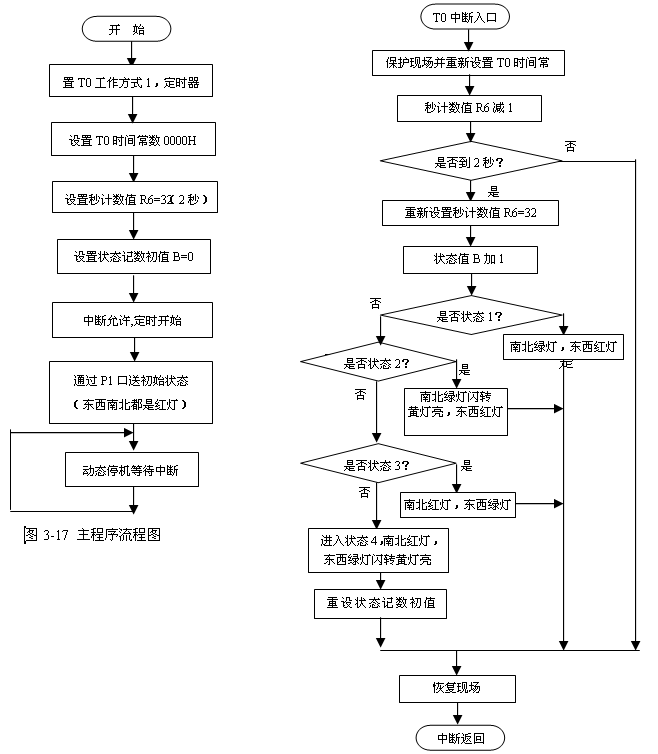 开 始
置 T0 工作方式 1，定时器
设置 T0 时间常数 0000H
设置秒计数值 R6=32（2 秒）
设置状态记数初值 B=0
中断允许,定时开始
通过 P1 口送初始状态
（东西南北都是红灯）
动态停机等待中断
图 3-17 主程序流程图
T0 中断入口
保护现场并重新设置 T0 时间常
秒计数值 R6 减 1
是否到 2 秒？
否
是
重新设置秒计数值 R6=32
状态值 B 加 1
是否状态 1？
否
是
南北绿灯，东西红灯
是否状态 2？
是
否
南北绿灯闪转
黄灯亮，东西红灯
是否状态 3？
是
否
南北红灯，东西绿灯
进入状态 4,南北红灯，
东西绿灯闪转黄灯亮
重设状态记数初值
恢复现场
中断返回